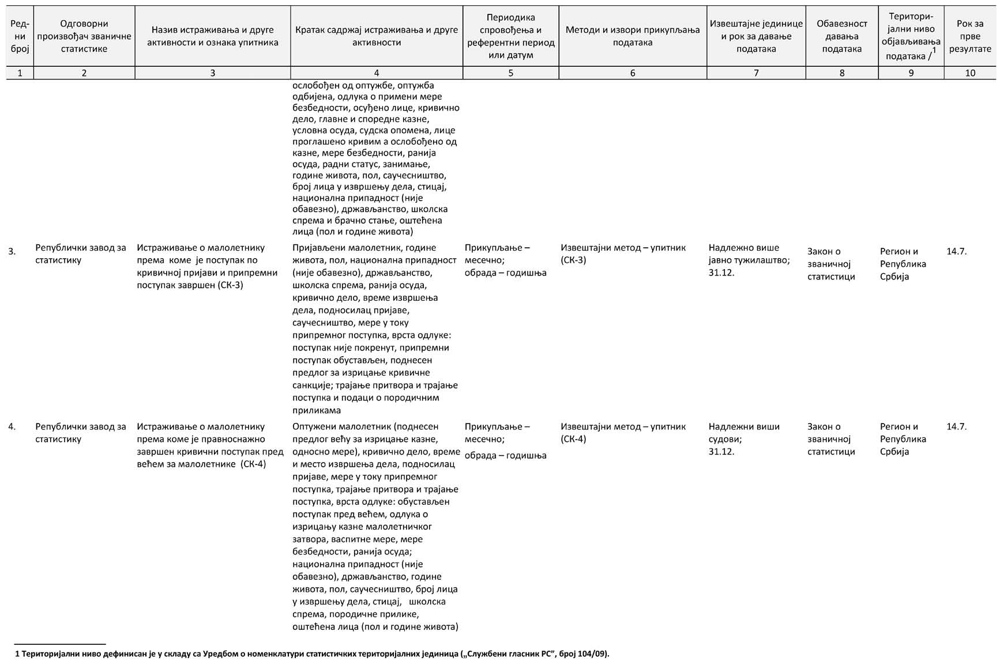 Ред-
ни
број
Одговорни
произвођач званичне
статистике
Назив истраживања и друге
активности и ознака упитника
Кратак садржај истраживања и друге
активности
Периодика
спровођења и
референтни период
или датум
Методи и извори прикупљања
података
Извештајне јединице
и рок за давање
података
Обавезност
давања
података
Територи-
јални ниво
објављивања
података /1
Рок за
прве
резултате
1 2 3 4 5 6 7 8 9 10
ослобођен од оптужбе, оптужба
одбијена, одлука о примени мере
безбедности, осуђено лице, кривично
дело, главне и споредне казне,
условна осуда, судска опомена, лице
проглашено кривим а ослобођено од
казне, мере безбедности, ранија
осуда, радни статус, занимање,
године живота, пол, саучесништво,
број лица у извршењу дела, стицај,
национална припадност (није
обавезно), држављанство, школска
спрема и брачно стање, оштећена
лица (пол и године живота)
3.
Републички завод за
статистику
Истраживање о малолетнику
према  коме  је поступак по
кривичној пријави и припремни
поступак завршен (СК-3)
Пријављени малолетник, године
живота, пол, национална припадност
(није обавезно), држављанство,
школска спрема, ранија осуда,
кривично дело, време извршења
дела, подносилац пријаве,
саучесништво, мере у току
припремног поступка, врста одлуке:
поступак није покренут, припремни
поступак обустављен, поднесен
предлог за изрицање кривичне
санкције; трајање притвора и трајање
поступка и подаци о породичним
приликама
Прикупљање –
месечно;
обрада – годишња
Извештајни метод – упитник
(СК-3)
Надлежно више
јавно тужилаштво;
31.12.
Закон о
званичној
статистици
Регион и
Република
Србија
14.7.
4.
Републички завод за
статистику
Истраживање о малолетнику
према коме је правоснажно
завршен кривични поступак пред
већем за малолетнике  (СК-4)
Оптужени малолетник (поднесен
предлог већу за изрицање казне,
односно мере), кривично дело, време
и место извршења дела, подносилац
пријаве, мере у току припремног
поступка, трајање притвора и трајање
поступка, врста одлуке: обустављен
поступак пред већем, одлука о
изрицању казне малолетничког
затвора, васпитне мере, мере
безбедности, ранија осуда;
национална припадност (није
обавезно), држављанство, године
живота, пол, саучесништво, број лица
у извршењу дела, стицај,   школска
спрема, породичне прилике,
оштећена лица (пол и године живота)
Прикупљање –
месечно;
обрада – годишња
Извештајни метод – упитник
(СК-4)
Надлежни виши
судови;
31.12.
Закон о
званичној
статистици
Регион и
Република
Србија
14.7.
1 Територијални ниво дефинисан је у складу са Уредбом о номенклатури статистичких територијалних јединица („Службени гласник РС”, број 104/09).